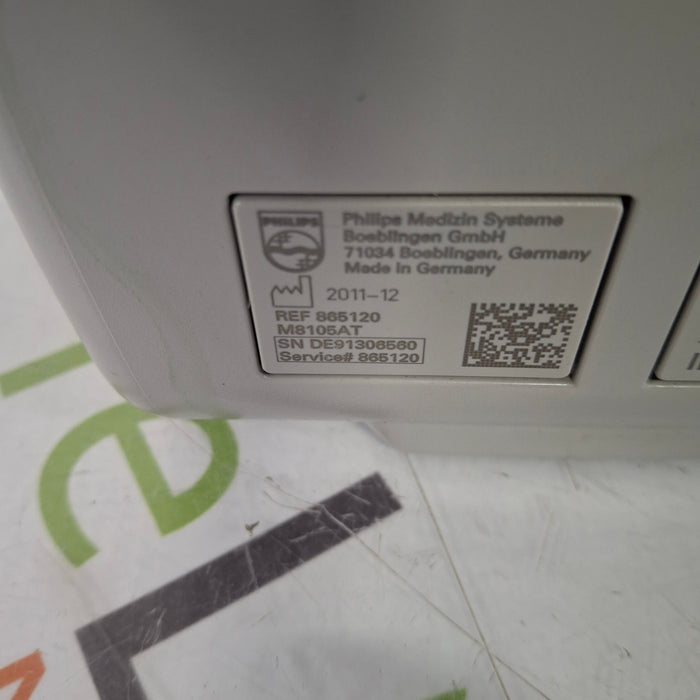 PHILIPS
Philips Medizin Systeme
Boeblingen GmbH
71034 Boeblingen, Germany
Made in Germany
2011-12
REF 865120
M8105AT
SN DE91306560
Service# 865120